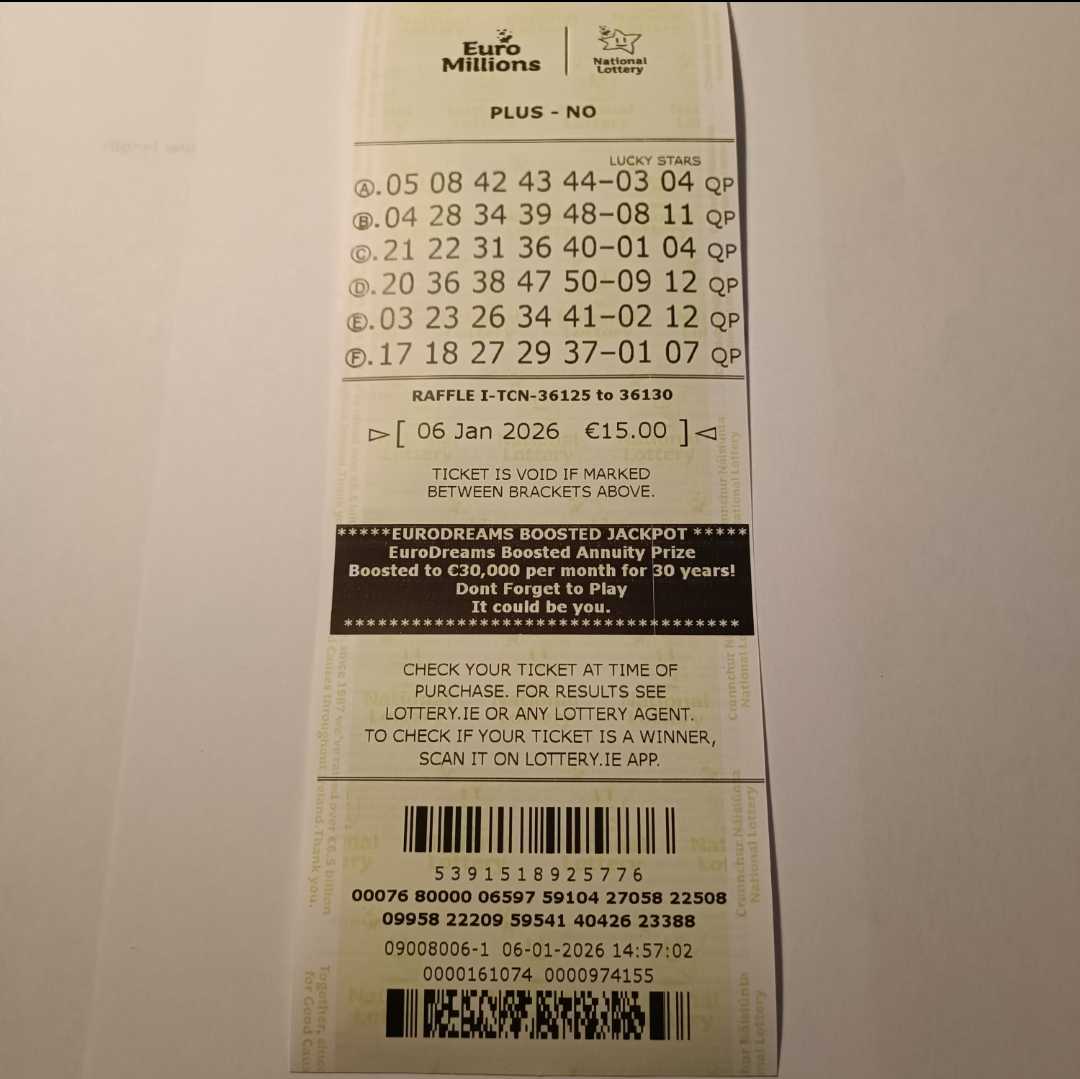 Euro Millions
National Lottery
PLUS - NO
LUCKY STARS
A. 05 08 42 43 44-03 04 QP
B. 04 28 34 39 48-08 11 QP
C. 21 22 31 36 40-01 04 QP
D. 20 36 38 47 50-09 12 QP
E. 03 23 26 34 41-02 12 QP
F. 17 18 27 29 37-01 07 QP
RAFFLE I-TCN-36125 to 36130
[ 06 Jan 2026 €15.00 ]
TICKET IS VOID IF MARKED
BETWEEN BRACKETS ABOVE.
*****EURODREAMS BOOSTED JACKPOT *****
EuroDreams Boosted Annuity Prize
Boosted to €30,000 per month for 30 years!
Dont Forget to Play
It could be you.
***********************************
CHECK YOUR TICKET AT TIME OF
PURCHASE. FOR RESULTS SEE
LOTTERY.IE OR ANY LOTTERY AGENT.
TO CHECK IF YOUR TICKET IS A WINNER,
SCAN IT ON LOTTERY.IE APP.
5391518925776
00076 80000 06597 59104 27058 22508
09958 22209 59541 40426 23388
09008006-1 06-01-2026 14:57:02
0000161074 0000974155
Crannchur Náisiúnta
National Lottery